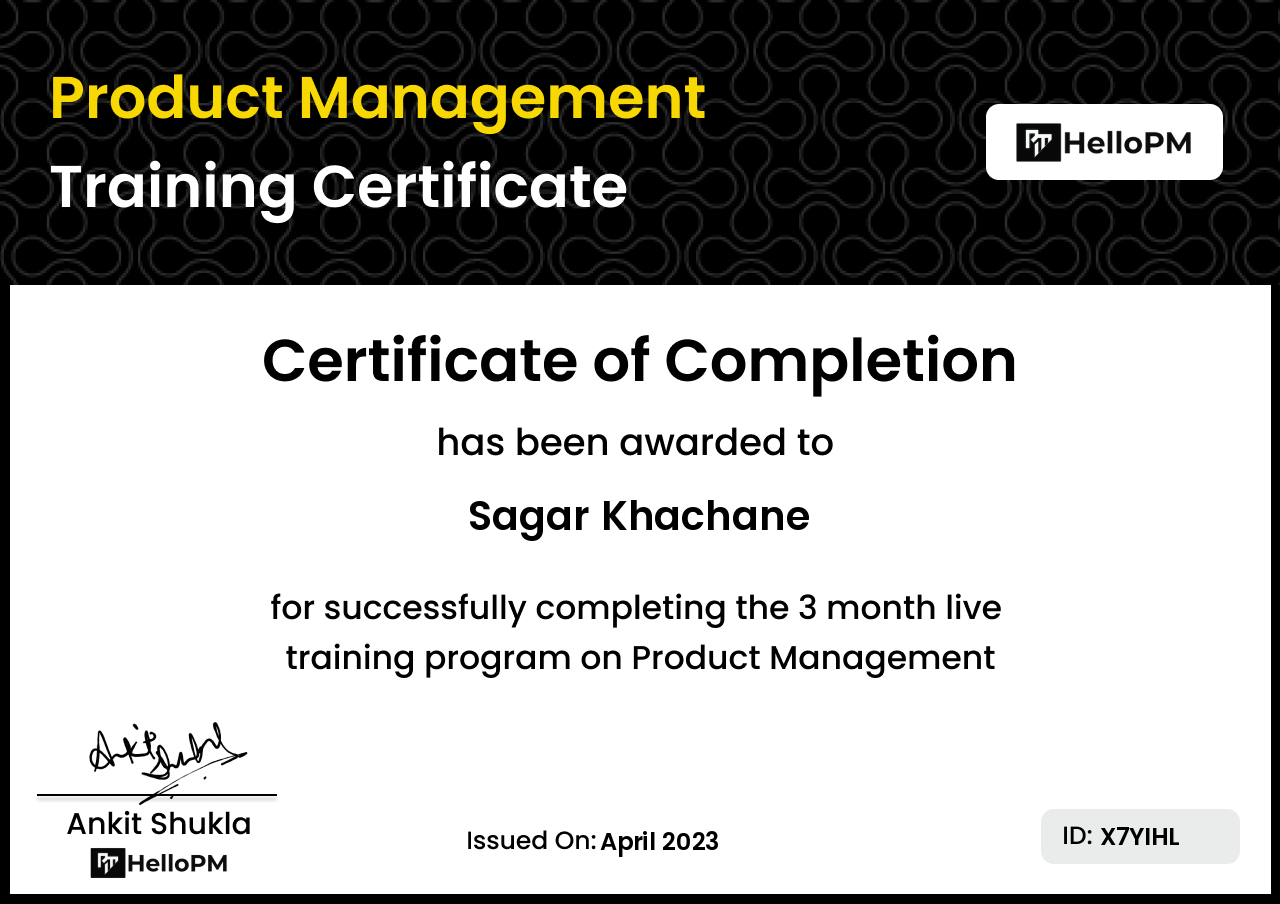 Product Management
Training Certificate
HelloPM
Certificate of Completion
has been awarded to
Sagar Khachane
for successfully completing the 3 month live
training program on Product Management
Ankit Shukla
Ankit Shukla
HelloPM
Issued On: April 2023
ID: X7YIHL